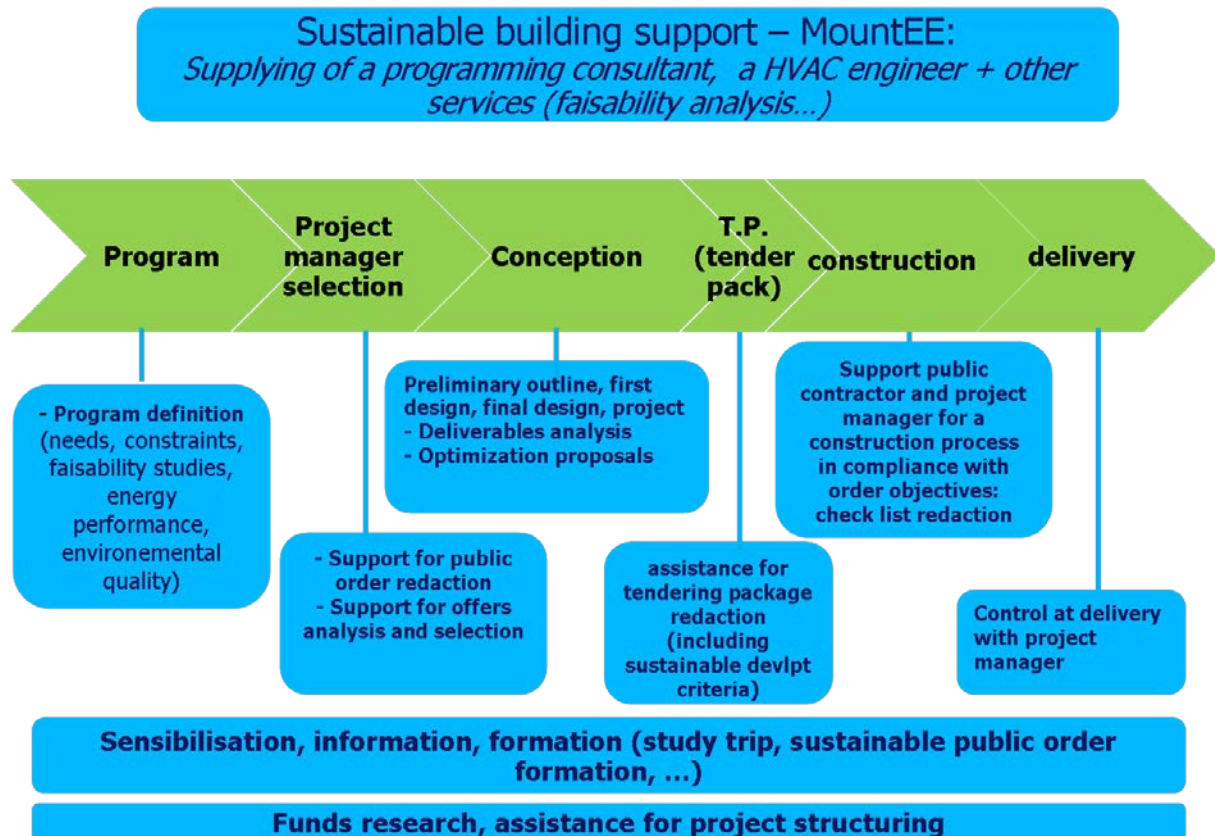 Sustainable building support – MountEE:
Supplying of a programming consultant, a HVAC engineer + other
services (faisability analysis...)
Program
Project
manager
selection
Conception
T.P.
(tender
pack)
construction
delivery
- Program definition
(needs, constraints,
faisability studies,
energy
performance,
environemental
quality)
- Support for public
order redaction
- Support for offers
analysis and selection
Preliminary outline, first
design, final design, project
- Deliverables analysis
- Optimization proposals
assistance for
tendering package
redaction
(including
sustainable devlpt
criteria)
Support public
contractor and project
manager for a
construction process
in compliance with
order objectives:
check list redaction
Control at delivery
with project
manager
Sensibilisation, information, formation (study trip, sustainable public order
formation, ...)
Funds research, assistance for project structuring